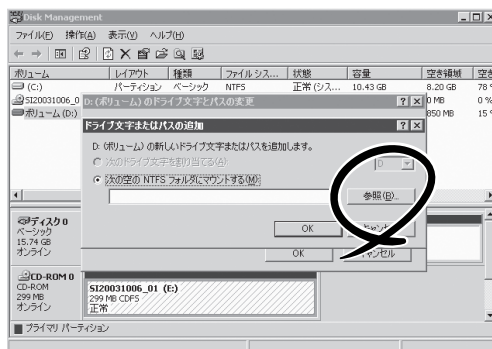 Disk Management
ファイル(F) 操作(A) 表示(V) ヘルプ(H)
ボリューム レイアウト 種類 ファイル シス... 状態 容量 空き領域 空き
(C:) パーティション ベーシック NTFS 正常 (シス... 10.43 GB 8.20 GB 78 %
SI20031006_0 0 MB 0 %
ボリューム (D:) 850 MB 15 %
D: (ボリューム) のドライブ文字とパスの変更
ドライブ文字またはパスの追加
D: (ボリューム) の新しいドライブ文字またはパスを追加します。
次のドライブ文字を割り当てる(A): D
次の空の NTFS フォルダにマウントする(M):
参照(B)...
OK キャンセル
OK キャンセル
ディスク 0
ベーシック
15.74 GB
オンライン
CD-ROM 0
CD-ROM
299 MB
オンライン
SI20031006_01 (E:)
299 MB CDFS
正常
プライマリ パーティション